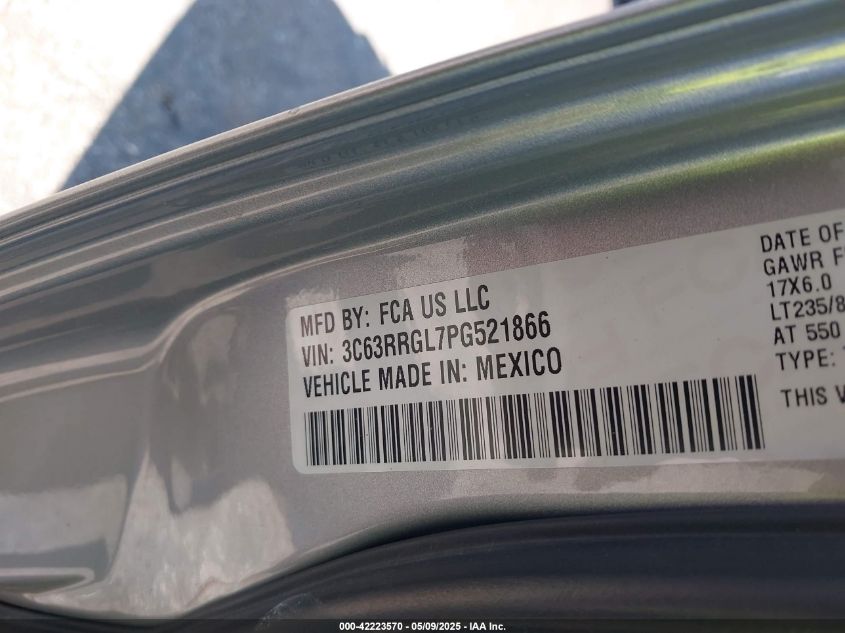 MFD BY: FCA US LLC
VIN: 3C63RRGL7PG521866
VEHICLE MADE IN: MEXICO
DATE OF
GAWR F
17X6.0
LT235/8
AT 550
TYPE:
THIS V
000-42223570 - 05/09/2025 - IAA Inc.